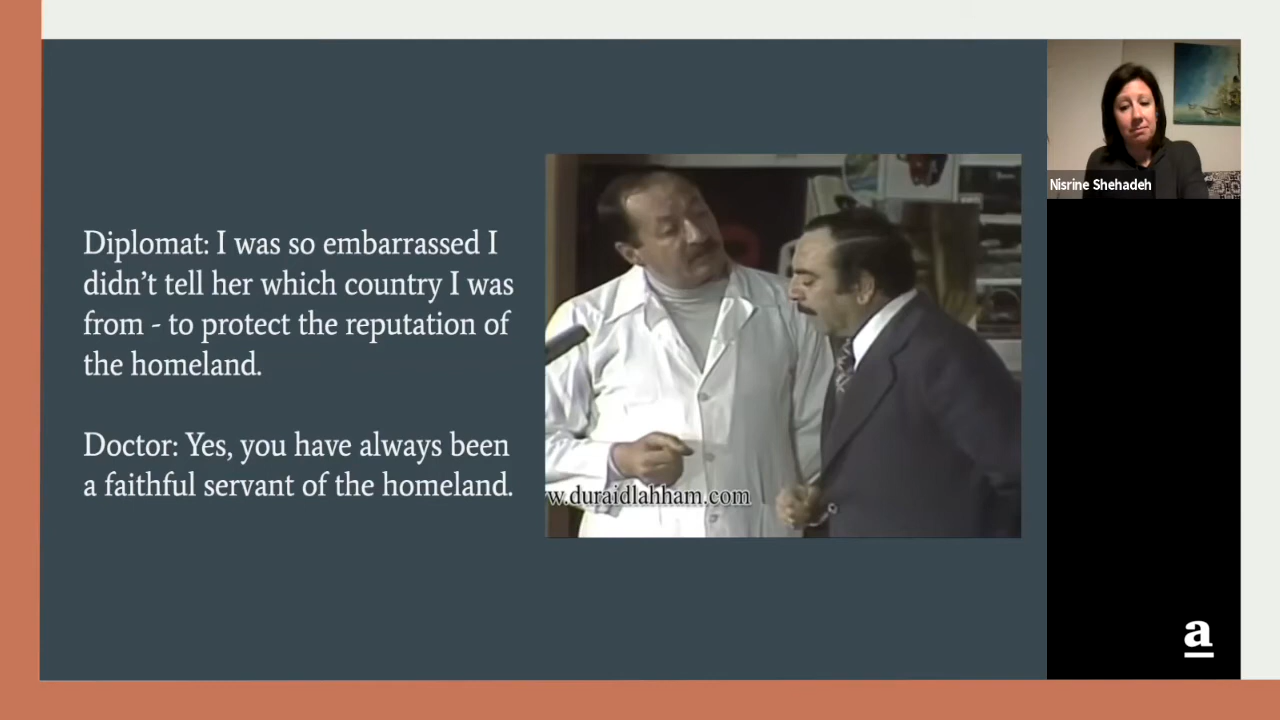 Diplomat: I was so embarrassed I
didn’t tell her which country I was
from - to protect the reputation of
the homeland.
Doctor: Yes, you have always been
a faithful servant of the homeland.
w.duraidlahham.com
Nisrine Shehadeh
a